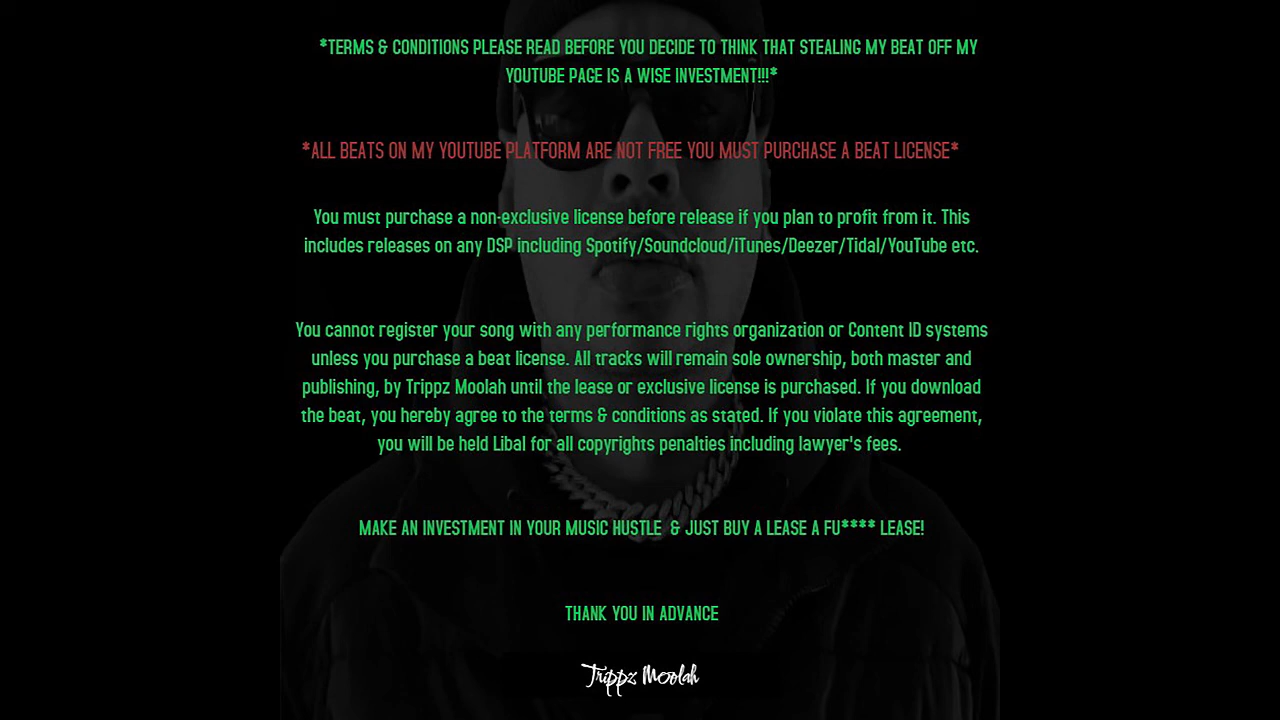 *TERMS & CONDITIONS PLEASE READ BEFORE YOU DECIDE TO THINK THAT STEALING MY BEAT OFF MY
YOUTUBE PAGE IS A WISE INVESTMENT!!!*
*ALL BEATS ON MY YOUTUBE PLATFORM ARE NOT FREE YOU MUST PURCHASE A BEAT LICENSE*
You must purchase a non-exclusive license before release if you plan to profit from it. This
includes releases on any DSP including Spotify/Soundcloud/iTunes/Deezer/Tidal/YouTube etc.
You cannot register your song with any performance rights organization or Content ID systems
unless you purchase a beat license. All tracks will remain sole ownership, both master and
publishing, by Trippz Moolah until the lease or exclusive license is purchased. If you download
the beat, you hereby agree to the terms & conditions as stated. If you violate this agreement,
you will be held Libal for all copyrights penalties including lawyer's fees.
MAKE AN INVESTMENT IN YOUR MUSIC HUSTLE & JUST BUY A LEASE A FU**** LEASE!
THANK YOU IN ADVANCE
Trippz Moolah